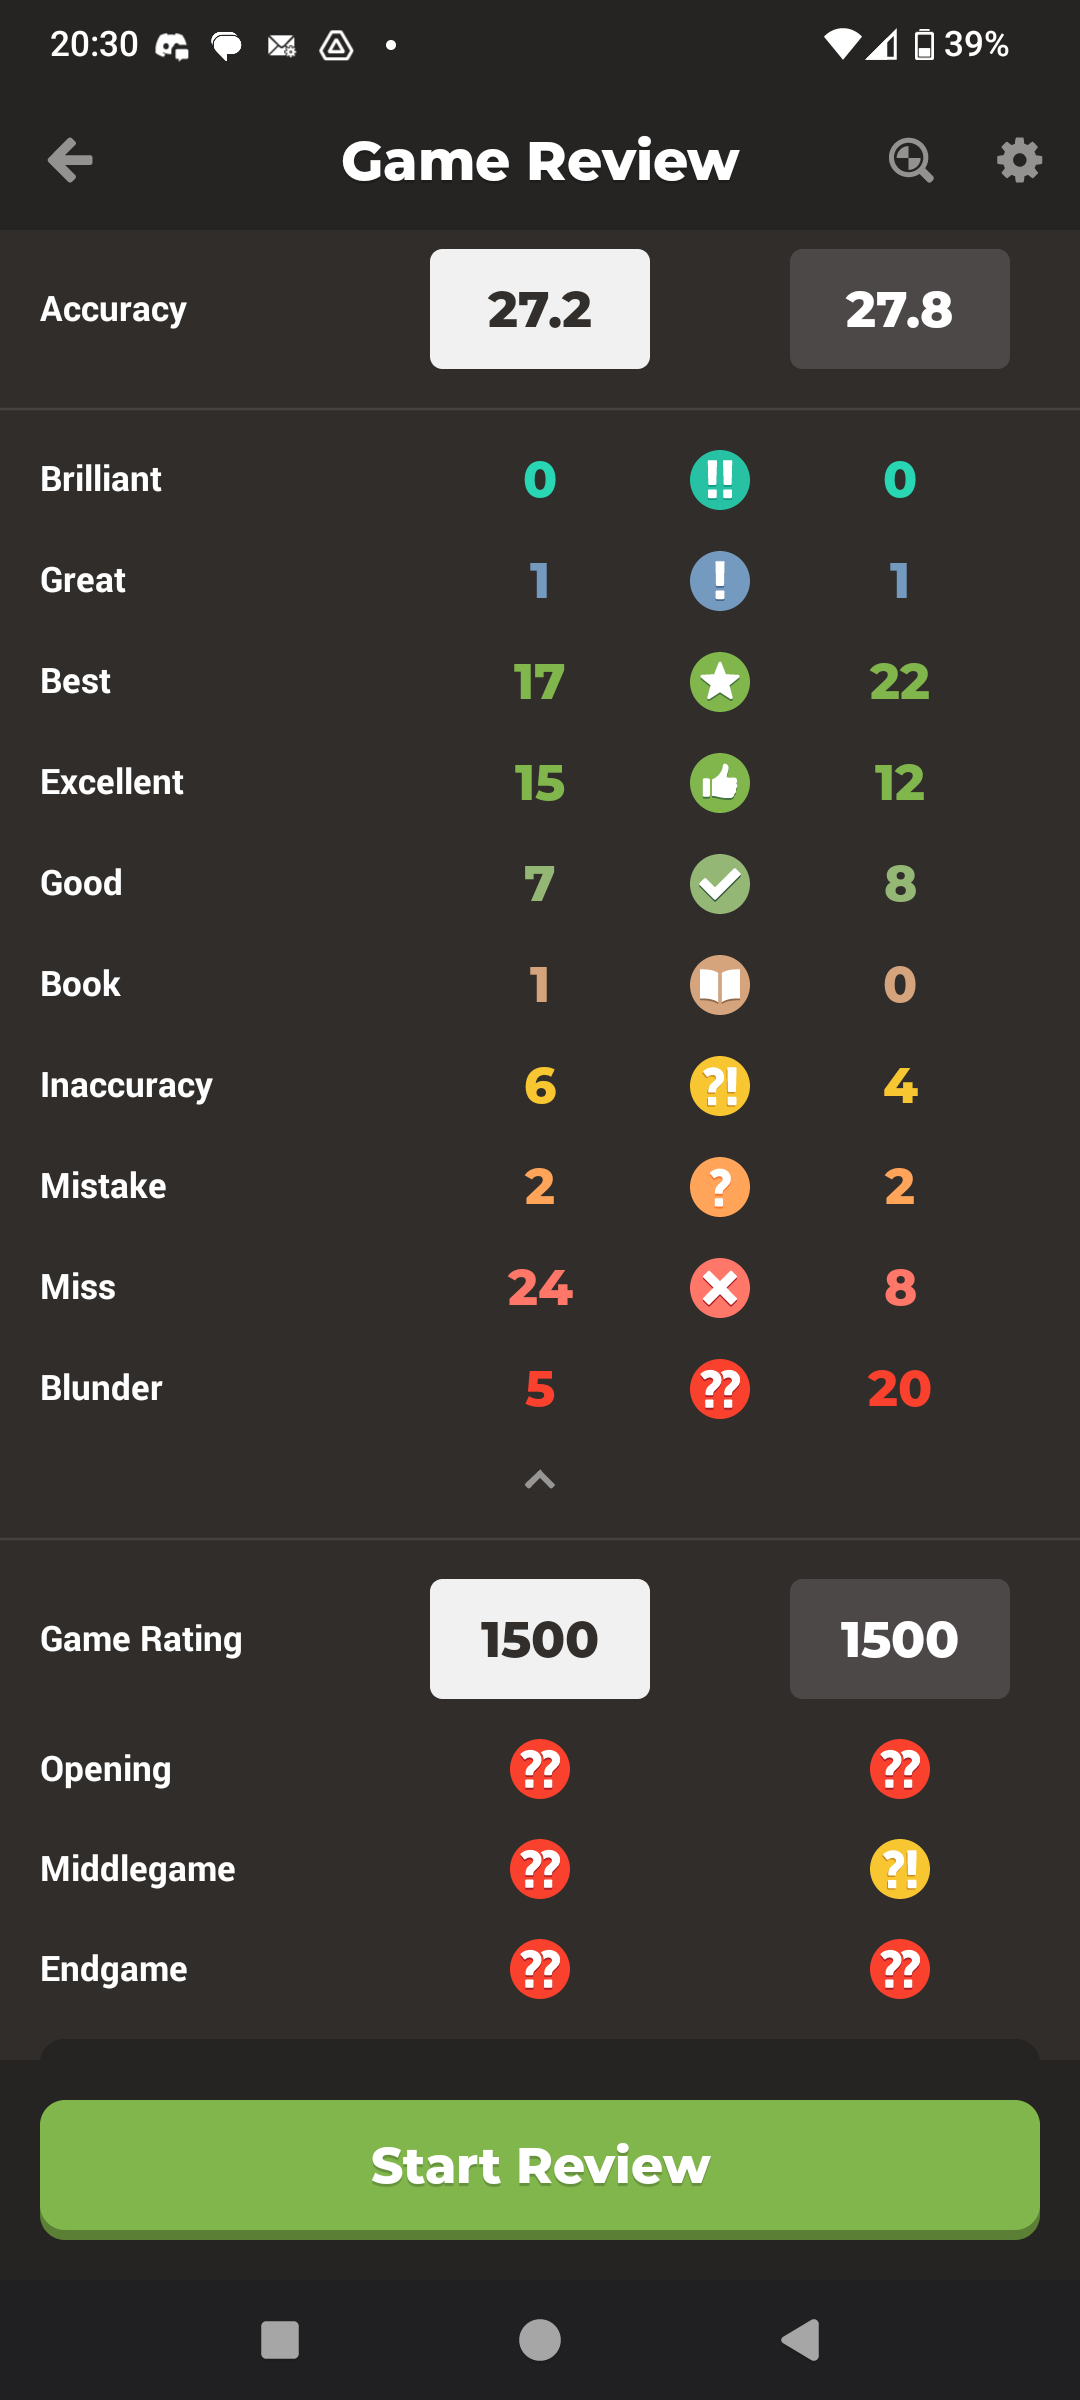 20:30 39%
Game Review
Accuracy 27.2 27.8
Brilliant 0 !! 0
Great 1 ! 1
Best 17 22
Excellent 15 12
Good 7 8
Book 1 0
Inaccuracy 6 ?! 4
Mistake 2 ? 2
Miss 24 8
Blunder 5 ?? 20
Game Rating 1500 1500
Opening ?? ??
Middlegame ?? ?!
Endgame ?? ??
Start Review